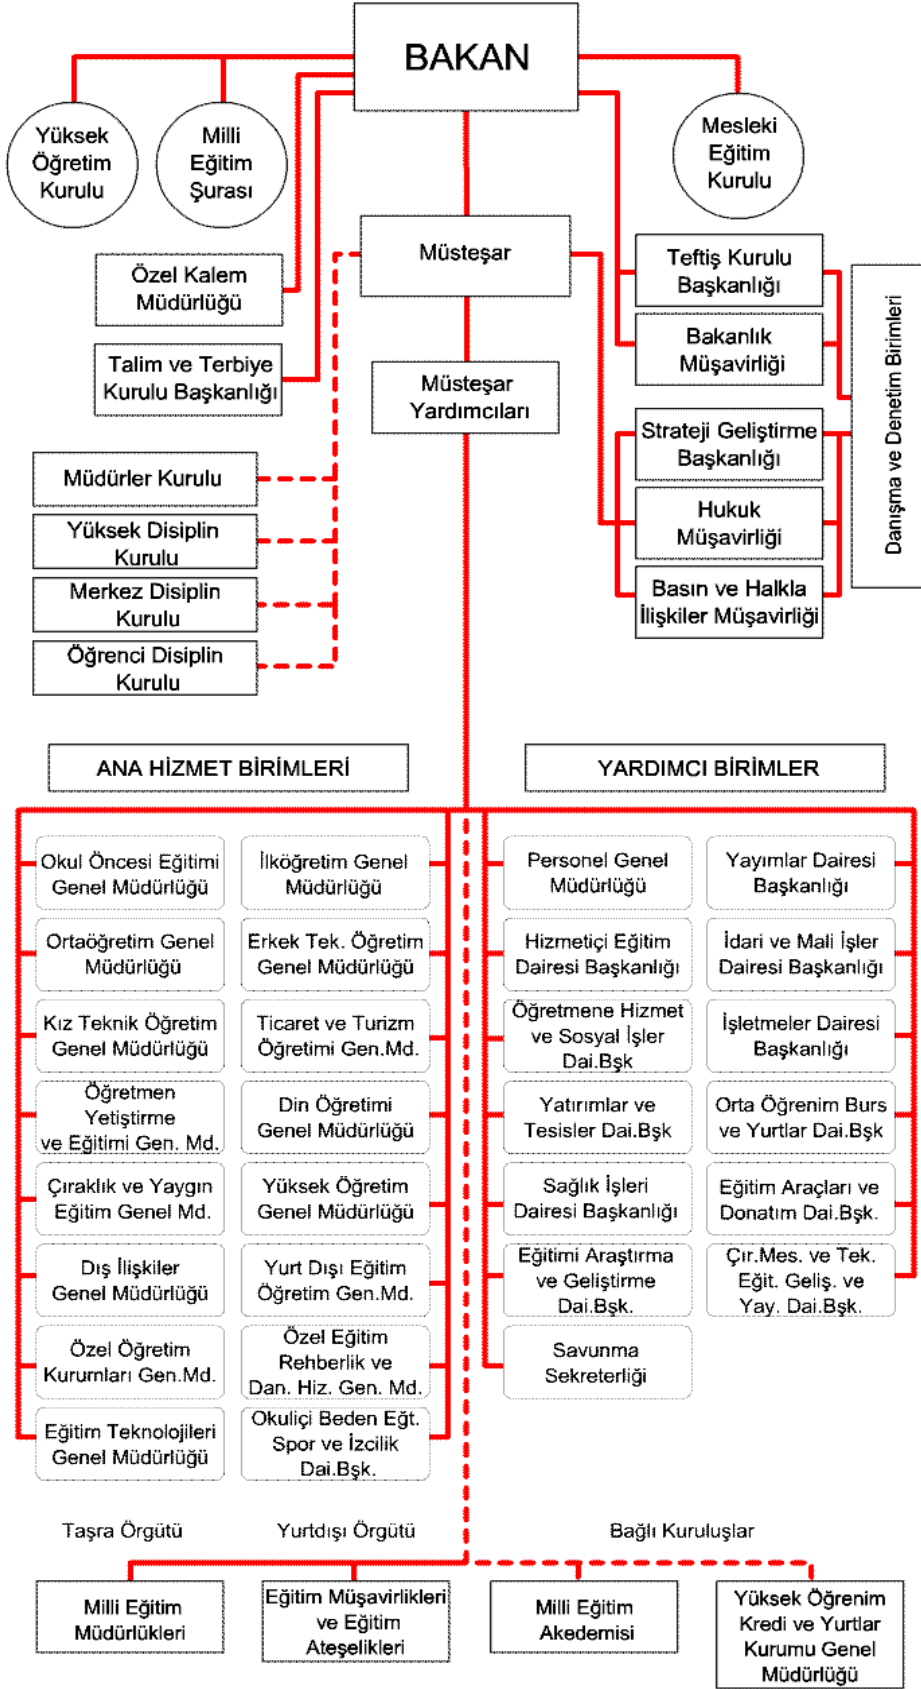 BAKAN
Yüksek
Öğretim
Kurulu
Milli
Eğitim
Şurası
Mesleki
Eğitim
Kurulu
Müsteşar
Özel Kalem
Müdürlüğü
Talim ve Terbiye
Kurulu Başkanlığı
Müsteşar
Yardımcıları
Teftiş Kurulu
Başkanlığı
Bakanlık
Müşavirliği
Strateji Geliştirme
Başkanlığı
Hukuk
Müşavirliği
Basın ve Halkla
İlişkiler Müşavirliği
Danışma ve Denetim Birimleri
Müdürler Kurulu
Yüksek Disiplin
Kurulu
Merkez Disiplin
Kurulu
Öğrenci Disiplin
Kurulu
ANA HİZMET BİRİMLERİ
YARDIMCI BİRİMLER
Okul Öncesi Eğitimi
Genel Müdürlüğü
İlköğretim Genel
Müdürlüğü
Personel Genel
Müdürlüğü
Yayımlar Dairesi
Başkanlığı
Ortaöğretim Genel
Müdürlüğü
Erkek Tek. Öğretim
Genel Müdürlüğü
Hizmetiçi Eğitim
Dairesi Başkanlığı
İdari ve Mali İşler
Dairesi Başkanlığı
Kız Teknik Öğretim
Genel Müdürlüğü
Ticaret ve Turizm
Öğretimi Gen.Md.
Öğretmene Hizmet
ve Sosyal İşler
Dai.Bşk
İşletmeler Dairesi
Başkanlığı
Öğretmen
Yetiştirme
ve Eğitimi Gen. Md.
Din Öğretimi
Genel Müdürlüğü
Yatırımlar ve
Tesisler Dai.Bşk
Orta Öğrenim Burs
ve Yurtlar Dai.Bşk
Çıraklık ve Yaygın
Eğitim Genel Md.
Yüksek Öğretim
Genel Müdürlüğü
Sağlık İşleri
Dairesi Başkanlığı
Eğitim Araçları ve
Donatım Dai.Bşk.
Dış İlişkiler
Genel Müdürlüğü
Yurt Dışı Eğitim
Öğretim Gen.Md.
Eğitimi Araştırma
ve Geliştirme
Dai.Bşk.
Çır.Mes. ve Tek.
Eğit. Geliş. ve
Yay. Dai.Bşk.
Özel Öğretim
Kurumları Gen.Md.
Özel Eğitim
Rehberlik ve
Dan. Hiz. Gen. Md.
Savunma
Sekreterliği
Eğitim Teknolojileri
Genel Müdürlüğü
Okuliçi Beden Eğt.
Spor ve İzcilik
Dai.Bşk.
Taşra Örgütü
Yurtdışı Örgütü
Bağlı Kuruluşlar
Milli Eğitim
Müdürlükleri
Eğitim Müşavirlikleri
ve Eğitim
Ateşelikleri
Milli Eğitim
Akedemisi
Yüksek Öğrenim
Kredi ve Yurtlar
Kurumu Genel
Müdürlüğü